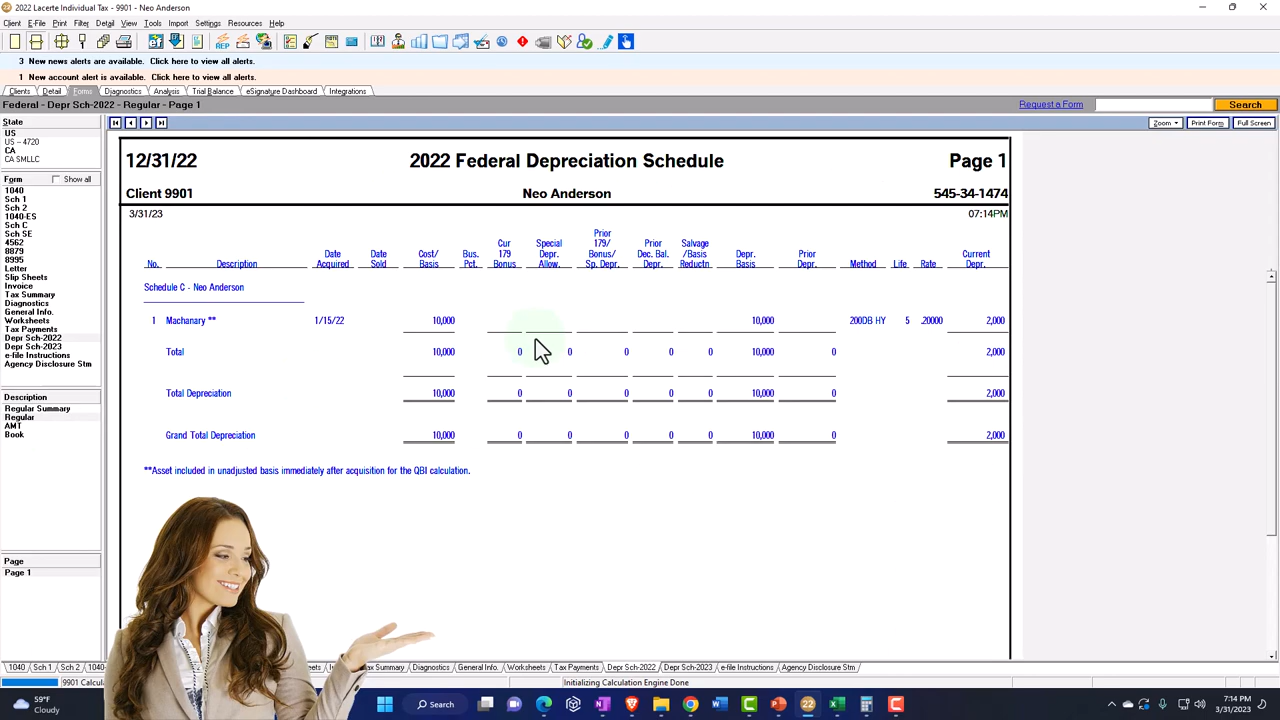 22 2022 Lacerte Individual Tax - 9901 - Neo Anderson
Client E-File Print Filter Detail View Tools Import Settings Resources Help
REP
3 New news alerts are available. Click here to view all alerts.
1 New account alert is available. Click here to view all alerts.
Clients Detail Forms Diagnostics Analysis Trial Balance eSignature Dashboard Integrations
Federal - Depr Sch-2022 - Regular - Page 1
Request a Form Search
State
US
US - 4720
CA
CA SMLLC
Form Show all
1040
Sch 1
Sch 2
1040-ES
Sch C
Sch SE
4562
8879
8995
Letter
Slip Sheets
Invoice
Tax Summary
Diagnostics
General Info.
Worksheets
Tax Payments
Depr Sch-2022
Depr Sch-2023
e-file Instructions
Agency Disclosure Stm
Description
Regular Summary
Regular
AMT
Book
Page
Page 1
Zoom Print Form Full Screen
12/31/22 2022 Federal Depreciation Schedule Page 1
Client 9901 Neo Anderson 545-34-1474
3/31/23 07:14PM
No. Description Date Acquired Date Sold Cost/ Basis Bus. Pct. Cur 179 Bonus Special Depr. Allow. Prior 179/ Bonus/ Sp. Depr. Prior Dec. Bal. Depr. Salvage /Basis Reductn Depr. Basis Prior Depr. Method Life Rate Current Depr.
Schedule C - Neo Anderson
1 Machanary ** 1/15/22 10,000 10,000 200DB HY 5 .20000 2,000
Total 10,000 0 0 0 0 0 10,000 0 2,000
Total Depreciation 10,000 0 0 0 0 0 10,000 0 2,000
Grand Total Depreciation 10,000 0 0 0 0 0 10,000 0 2,000
**Asset included in unadjusted basis immediately after acquisition for the QBI calculation.
1040 Sch 1 Sch 2 1040- Tax Summary Diagnostics General Info. Worksheets Tax Payments Depr Sch-2022 Depr Sch-2023 e-file Instructions Agency Disclosure Stm
9901 Calcula Initializing Calculation Engine Done
59°F
Cloudy
Search
22
7:14 PM
3/31/2023